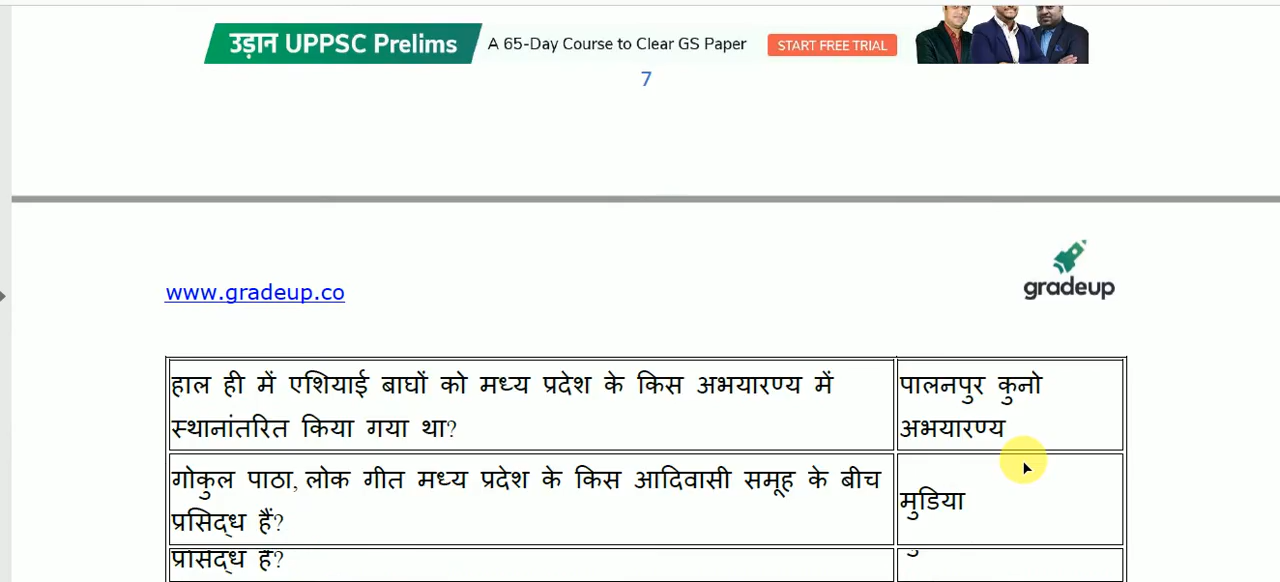 उड़ान UPPSC Prelims A 65-Day Course to Clear GS Paper START FREE TRIAL
7
www.gradeup.co
gradeup
हाल ही में एशियाई बाघों को मध्य प्रदेश के किस अभयारण्य में
स्थानांतरित किया गया था?
पालनपुर कुनो
अभयारण्य
गोकुल पाठा, लोक गीत मध्य प्रदेश के किस आदिवासी समूह के बीच
प्रसिद्ध हैं?
मुडिया
प्रसिद्ध हैं?